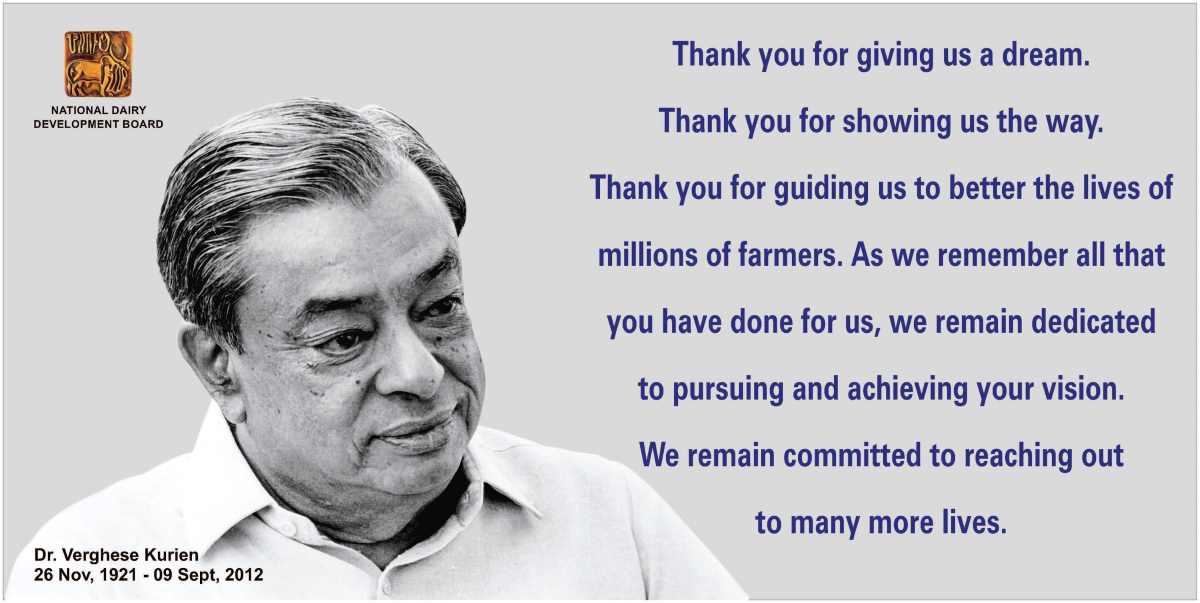 NATIONAL DAIRY
DEVELOPMENT BOARD
Thank you for giving us a dream.
Thank you for showing us the way.
Thank you for guiding us to better the lives of
millions of farmers. As we remember all that
you have done for us, we remain dedicated
to pursuing and achieving your vision.
We remain committed to reaching out
to many more lives.
Dr. Verghese Kurien
26 Nov, 1921 - 09 Sept, 2012